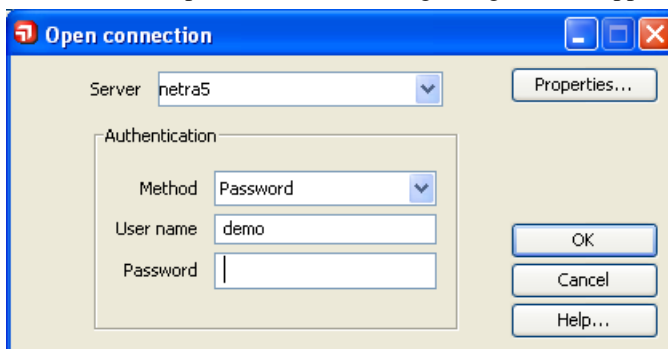 Open connection
Server netra5
Properties...
Authentication
Method Password
User name demo
Password
OK
Cancel
Help...